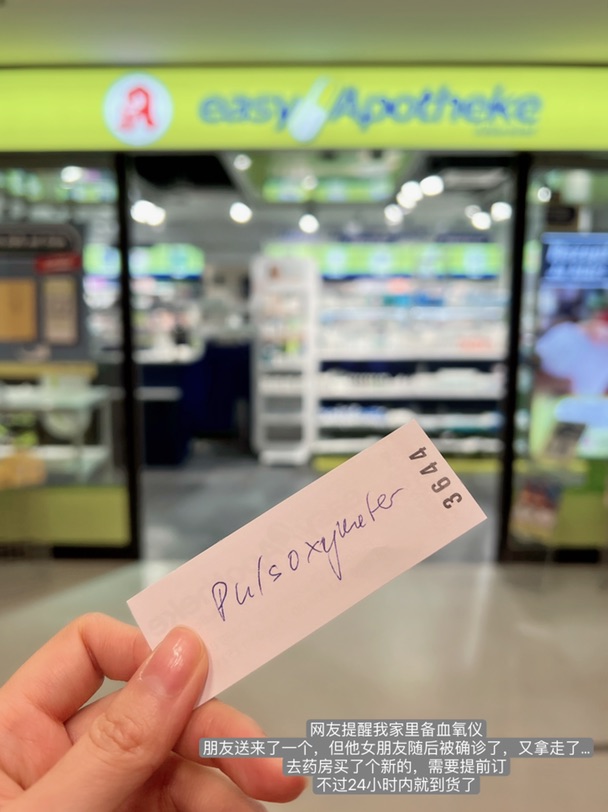 easyApotheke
3644
Pulsoxymeter
网友提醒我家里备血氧仪
朋友送来了一个，但他女朋友随后被确诊了，又拿走了...
去药房买了个新的，需要提前订
不过24小时内就到货了